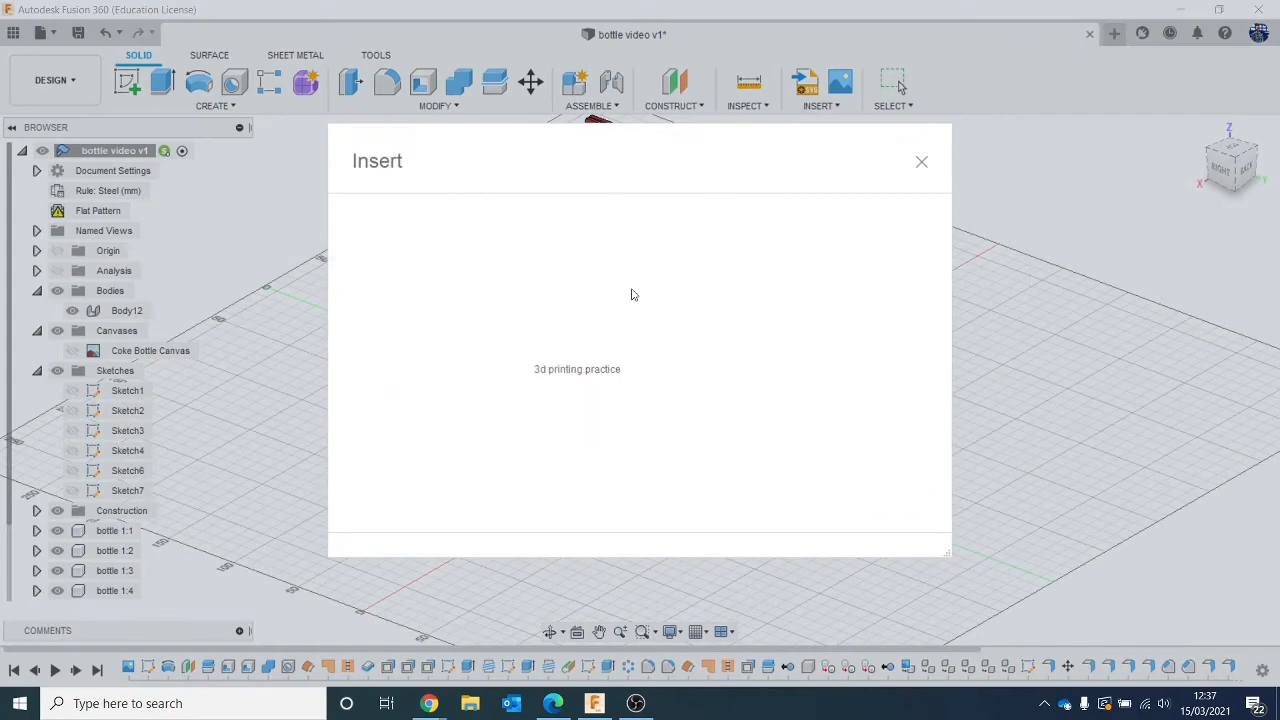 Autodesk Fusion 360 (Education License)
bottle video v1*
SOLID SURFACE SHEET METAL TOOLS
DESIGN
CREATE MODIFY ASSEMBLE CONSTRUCT INSPECT INSERT SELECT
BROWSER
bottle video v1
Document Settings
Rule: Steel (mm)
Flat Pattern
Named Views
Origin
Analysis
Bodies
Body12
Canvases
Coke Bottle Canvas
Sketches
Sketch1
Sketch2
Sketch3
Sketch4
Sketch6
Sketch7
Construction
bottle 1:1
bottle 1:2
bottle 1:3
bottle 1:4
COMMENTS
Insert
3d printing practice
Z
RIGHT BACK
X
Y
Type here to search
12:37
15/03/2021
22